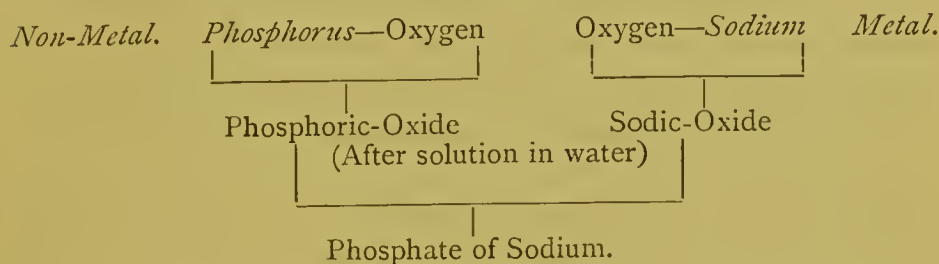 Non-Metal. Phosphorus—Oxygen Oxygen—Sodium Metal.
Phosphoric-Oxide Sodic-Oxide
(After solution in water)
Phosphate of Sodium.